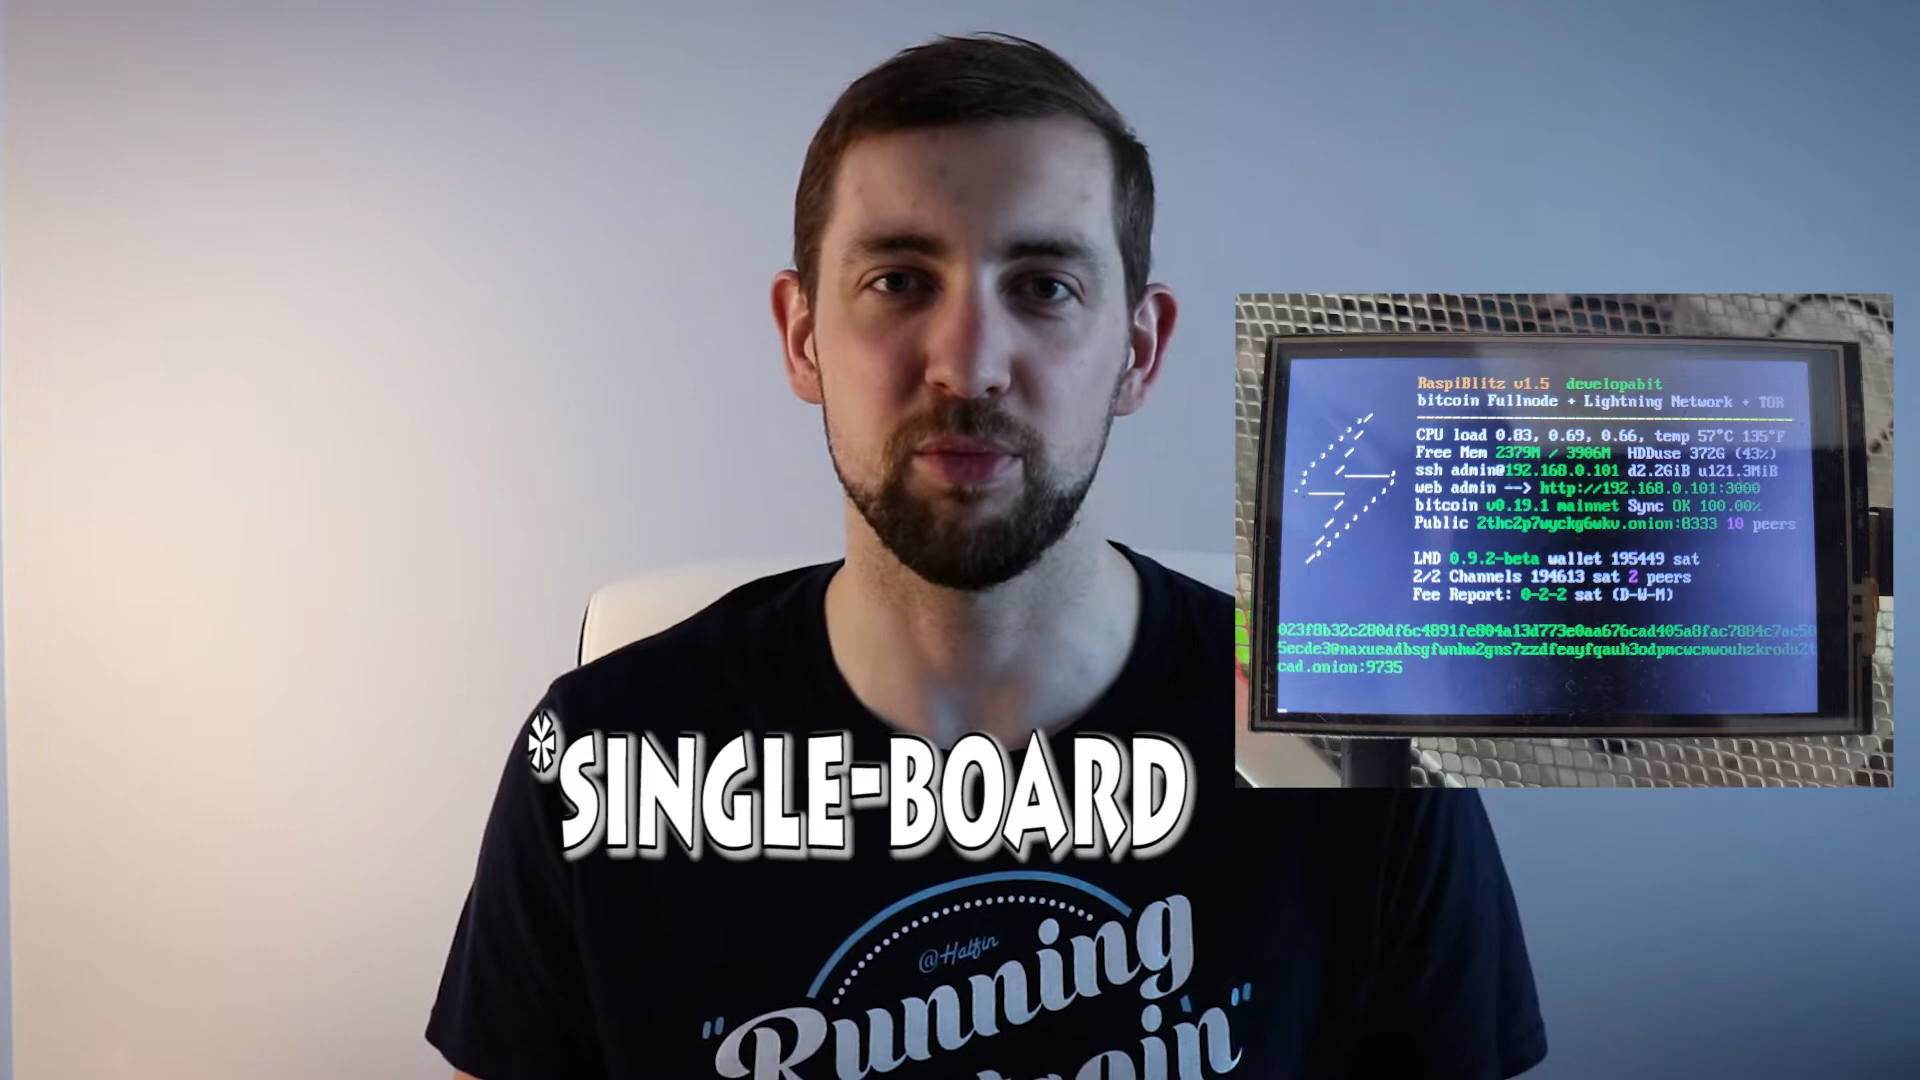 RaspiBlitz v1.5 developabit
bitcoin Fullnode + Lightning Network + TOR
CPU load 0.83, 0.69, 0.66, temp 57°C 135°F
Free Mem 2379M / 3906M HDDuse 372G (43%)
ssh admin@192.168.0.101 d2.2GiB u121.3MiB
web admin --> http://192.168.0.101:3000
bitcoin v0.19.1 mainnet Sync OK 100.00%
Public 2thc2p7wyckg6wkv.onion:8333 10 peers
LND 0.9.2-beta wallet 195449 sat
2/2 Channels 194613 sat 2 peers
Fee Report: 0-2-2 sat (D-W-M)
023f8b32c280df6c4891fe804a13d773e0aa676cad405a8fac7884c7ac50
5ecde3@naxueadbsgfwnhw2gns7zzdfeayfqauh3odpmcwcmwouhzkrodu2t
cad.onion:9735
*SINGLE-BOARD
@Halfin
"Running